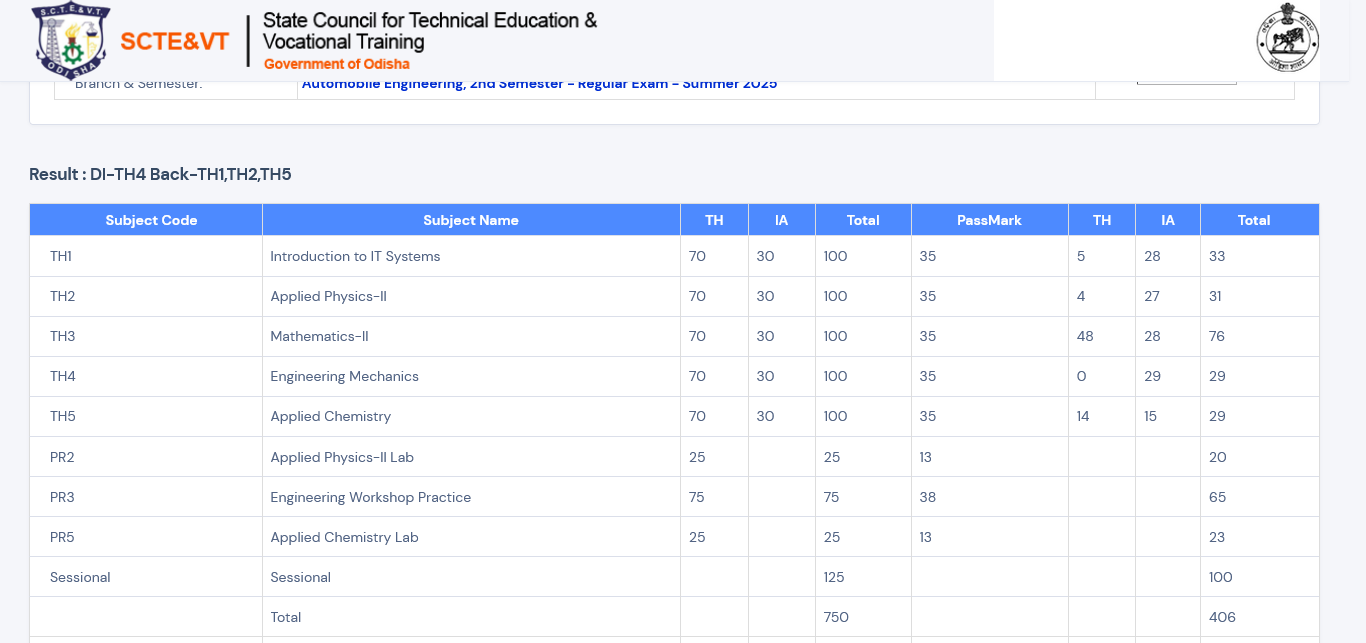 S.C.T.E.&V.T.
ODISHA
SCTE&VT
State Council for Technical Education &
Vocational Training
Government of Odisha
Branch & Semester: Automobile Engineering, 2nd Semester - Regular Exam - Summer 2025
Result : DI-TH4 Back-TH1,TH2,TH5
Subject Code Subject Name TH IA Total PassMark TH IA Total
TH1 Introduction to IT Systems 70 30 100 35 5 28 33
TH2 Applied Physics-II 70 30 100 35 4 27 31
TH3 Mathematics-II 70 30 100 35 48 28 76
TH4 Engineering Mechanics 70 30 100 35 0 29 29
TH5 Applied Chemistry 70 30 100 35 14 15 29
PR2 Applied Physics-II Lab 25 25 13 20
PR3 Engineering Workshop Practice 75 75 38 65
PR5 Applied Chemistry Lab 25 25 13 23
Sessional Sessional 125 100
Total 750 406